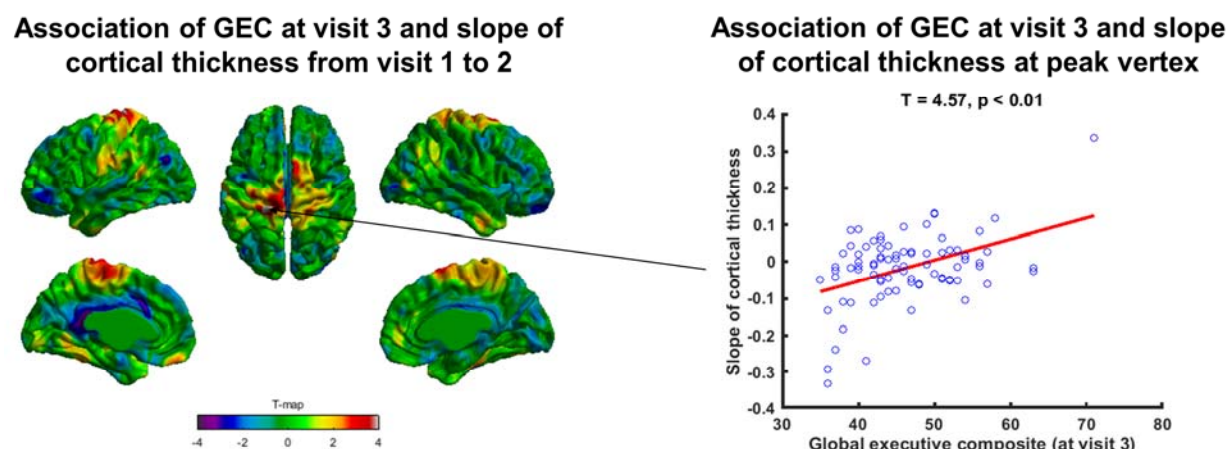 Association of GEC at visit 3 and slope of
cortical thickness from visit 1 to 2
T-map
-4 -2 0 2 4
Association of GEC at visit 3 and slope
of cortical thickness at peak vertex
T = 4.57, p < 0.01
Slope of cortical thickness
0.4
0.3
0.2
0.1
0
-0.1
-0.2
-0.3
-0.4
30 40 50 60 70 80
Global executive composite (at visit 3)